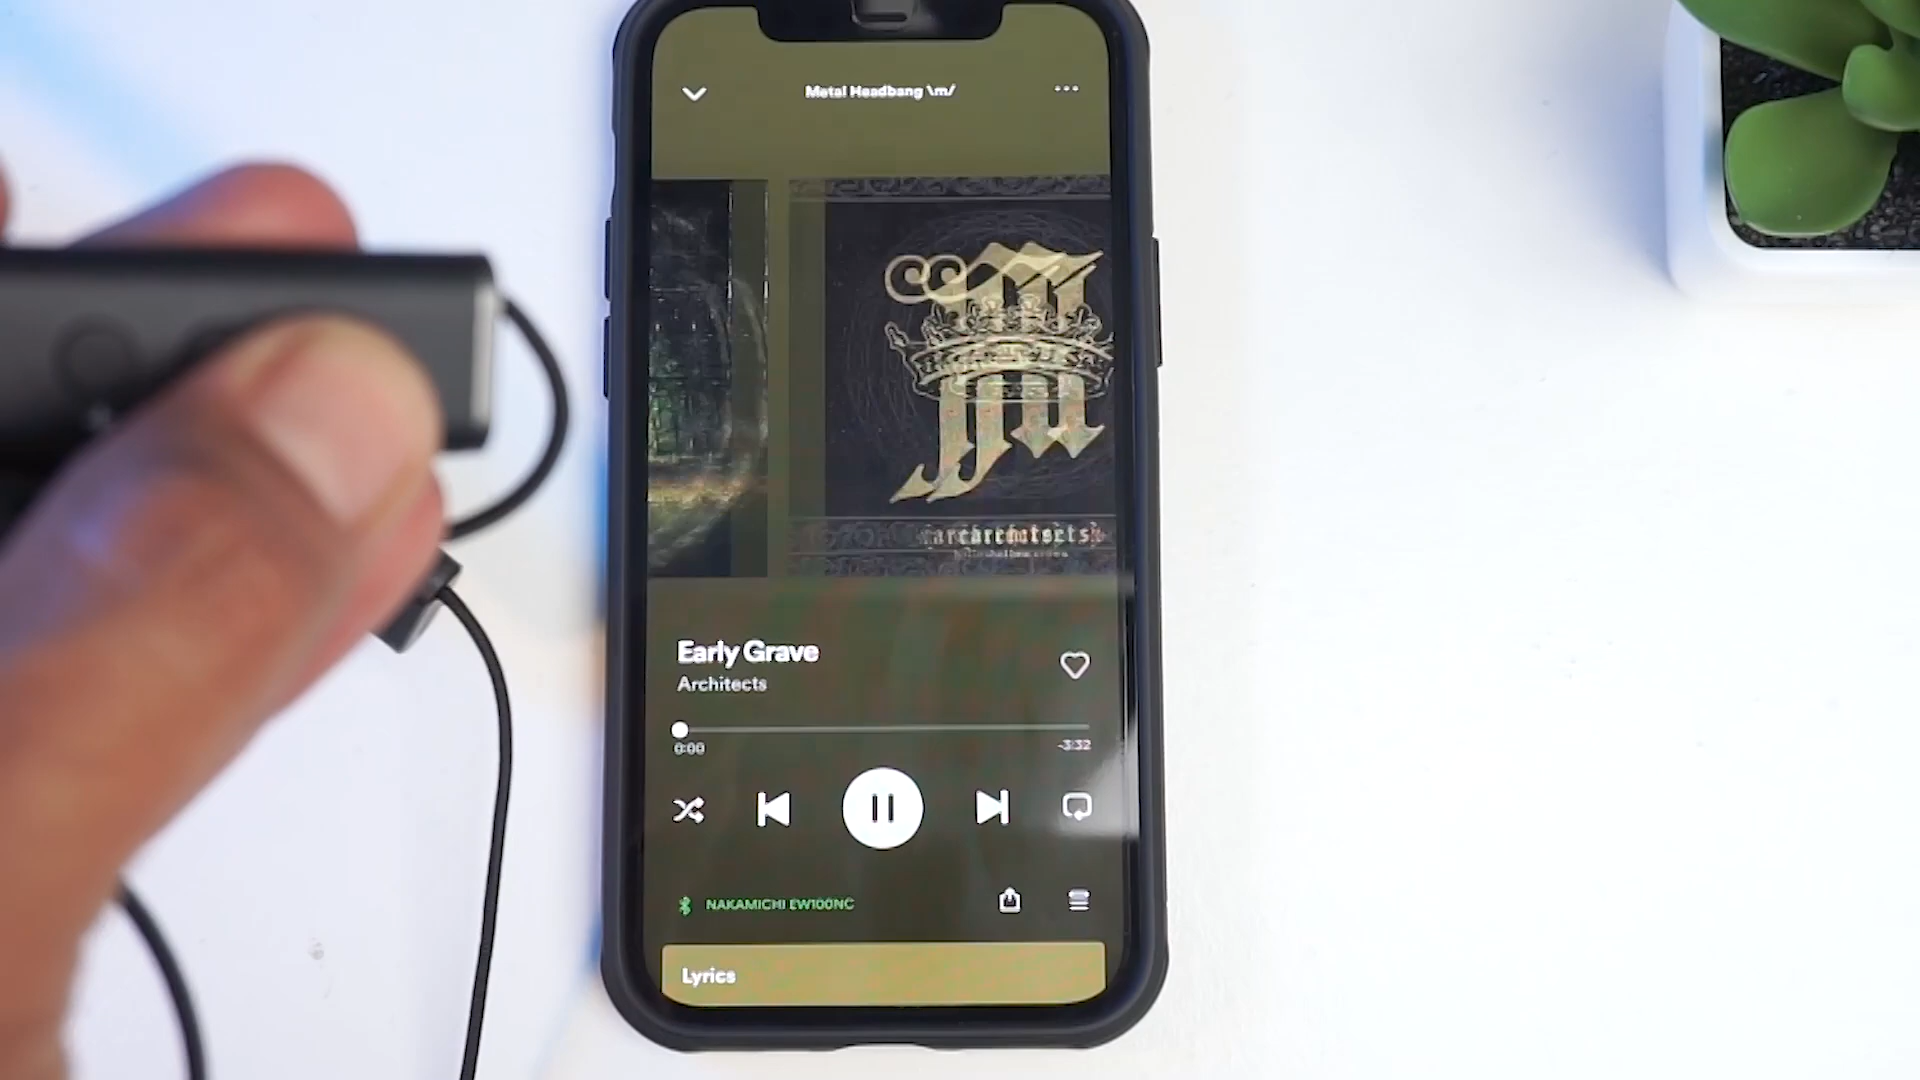 Metal Headbang \m/
Early Grave
Architects
0:00
-3:32
NAKAMICHI EW100NC
Lyrics